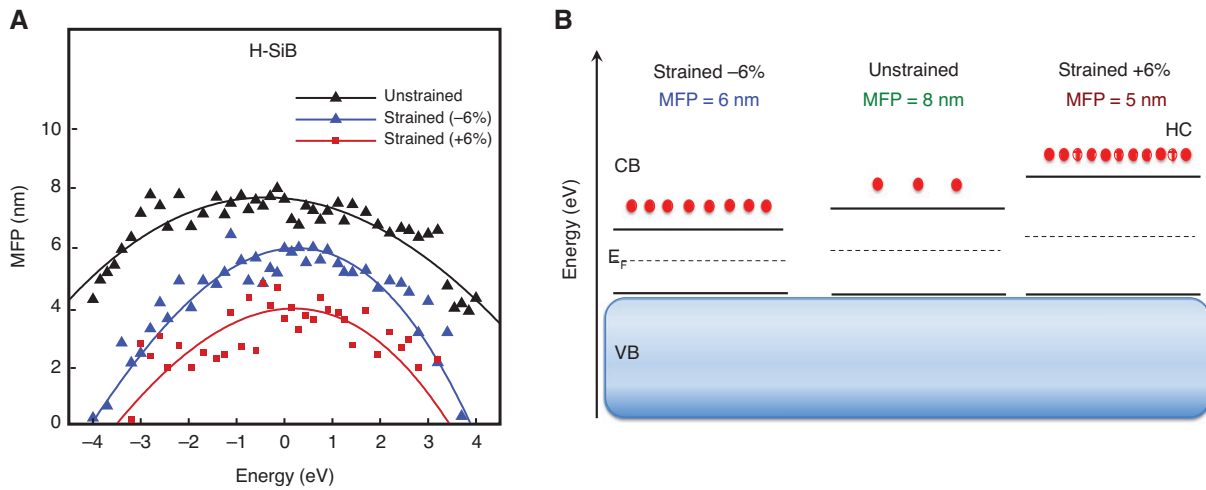 A
H-SiB
Unstrained
Strained (–6%)
Strained (+6%)
MFP (nm)
10
8
6
4
2
0
–4
–3
–2
–1
0
1
2
3
4
Energy (eV)
B
Energy (eV)
Strained –6%
MFP = 6 nm
Unstrained
MFP = 8 nm
Strained +6%
MFP = 5 nm
HC
CB
E_F
VB